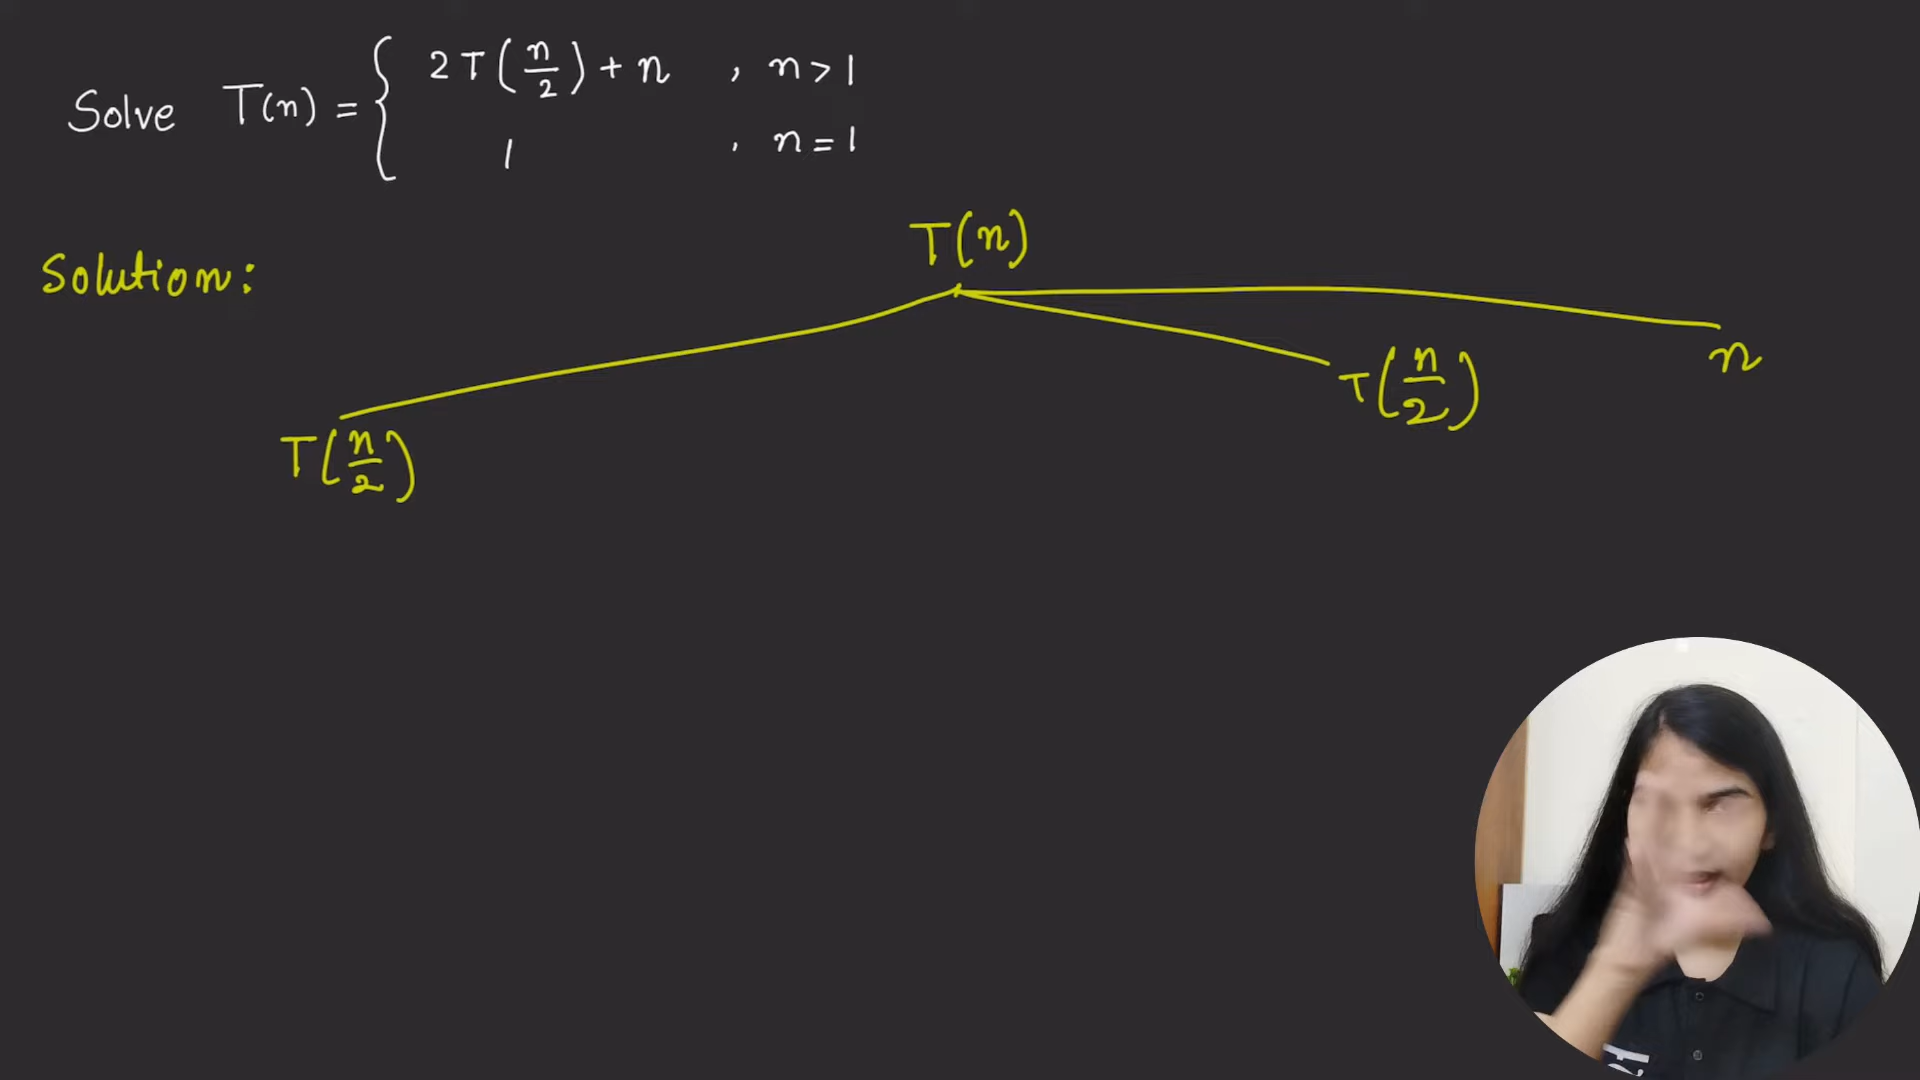 Solve T(n) = { 2T(n/2) + n , n > 1
1 , n = 1
Solution:
T(n)
T(n/2) T(n/2) n